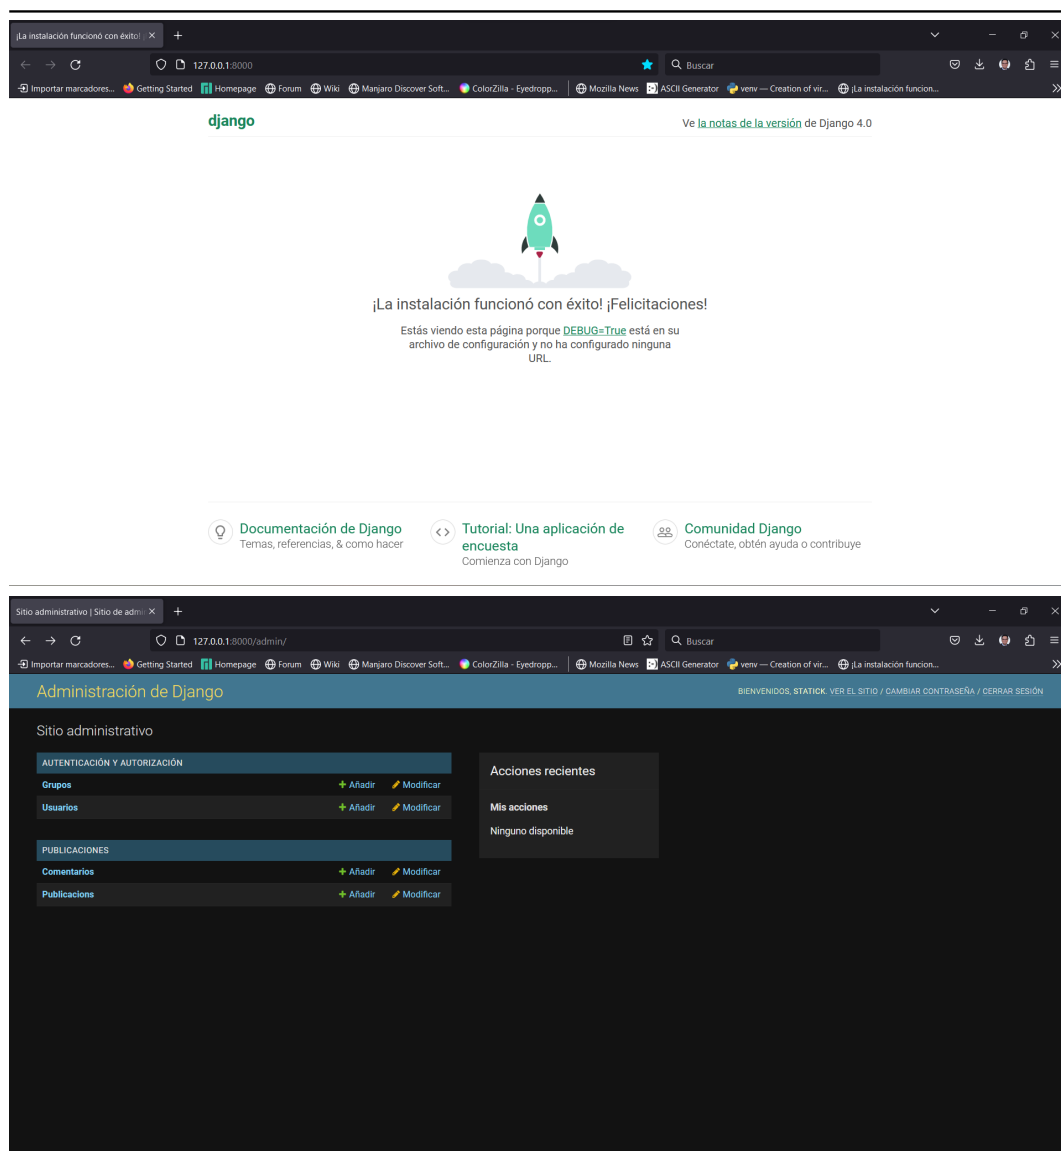 ¡La instalación funcionó con éxito! ¡
127.0.0.1:8000
Buscar
Importar marcadores... Getting Started Homepage Forum Wiki Manjaro Discover Soft... ColorZilla - Eyedropp... Mozilla News ASCII Generator venv — Creation of vir... ¡La instalación funcion...
django
Ve la notas de la versión de Django 4.0
¡La instalación funcionó con éxito! ¡Felicitaciones!
Estás viendo esta página porque DEBUG=True está en su
archivo de configuración y no ha configurado ninguna
URL.
Documentación de Django
Temas, referencias, & como hacer
Tutorial: Una aplicación de
encuesta
Comienza con Django
Comunidad Django
Conéctate, obtén ayuda o contribuye
Sitio administrativo | Sitio de admin
127.0.0.1:8000/admin/
Buscar
Importar marcadores... Getting Started Homepage Forum Wiki Manjaro Discover Soft... ColorZilla - Eyedropp... Mozilla News ASCII Generator venv — Creation of vir... ¡La instalación funcion...
Administración de Django
BIENVENIDOS, STATICK. VER EL SITIO / CAMBIAR CONTRASEÑA / CERRAR SESIÓN
Sitio administrativo
AUTENTICACIÓN Y AUTORIZACIÓN
Grupos Añadir Modificar
Usuarios Añadir Modificar
PUBLICACIONES
Comentarios Añadir Modificar
Publicacions Añadir Modificar
Acciones recientes
Mis acciones
Ninguno disponible